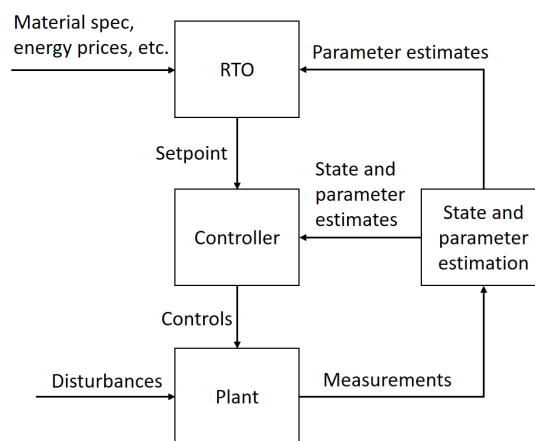 Material spec,
energy prices, etc.
RTO
Parameter estimates
Setpoint
State and
parameter
estimates
Controller
State and
parameter
estimation
Controls
Disturbances
Plant
Measurements